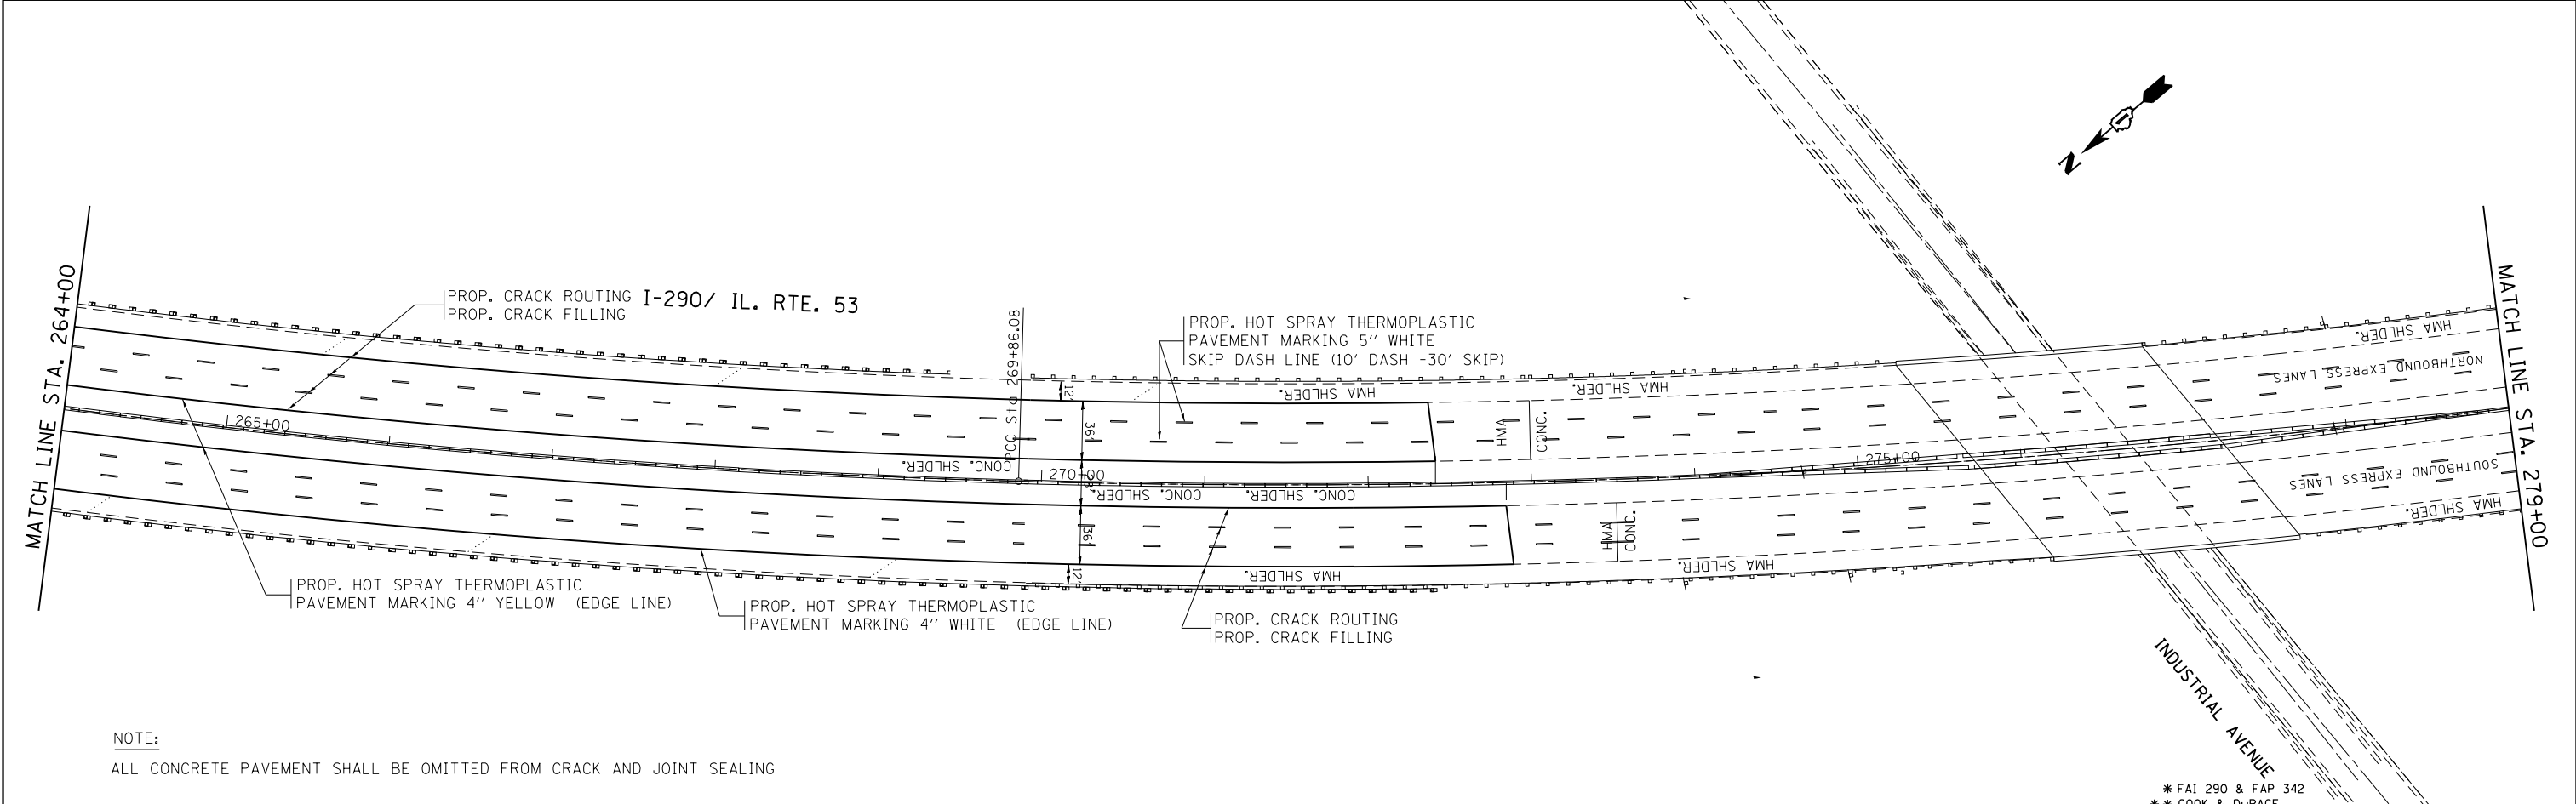 N
MATCH LINE STA. 264+00
PROP. CRACK ROUTING
PROP. CRACK FILLING
I-290/ IL. RTE. 53
PCC Sta 269+86.08
PROP. HOT SPRAY THERMOPLASTIC
PAVEMENT MARKING 5'' WHITE
SKIP DASH LINE (10' DASH -30' SKIP)
MATCH LINE STA. 279+00
HMA SHLDER.
NORTHBOUND EXPRESS LANES
12'
HMA SHLDER.
HMA SHLDER.
265+00
36'
HMA
CONC.
CONC. SHLDER.
270+00
275+00
CONC. SHLDER.
CONC. SHLDER.
SOUTHBOUND EXPRESS LANES
HMA SHLDER.
36'
HMA
CONC.
12'
HMA SHLDER.
HMA SHLDER.
PROP. HOT SPRAY THERMOPLASTIC
PAVEMENT MARKING 4'' YELLOW (EDGE LINE)
PROP. HOT SPRAY THERMOPLASTIC
PAVEMENT MARKING 4'' WHITE (EDGE LINE)
PROP. CRACK ROUTING
PROP. CRACK FILLING
INDUSTRIAL AVENUE
NOTE:
ALL CONCRETE PAVEMENT SHALL BE OMITTED FROM CRACK AND JOINT SEALING
* FAI 290 & FAP 342